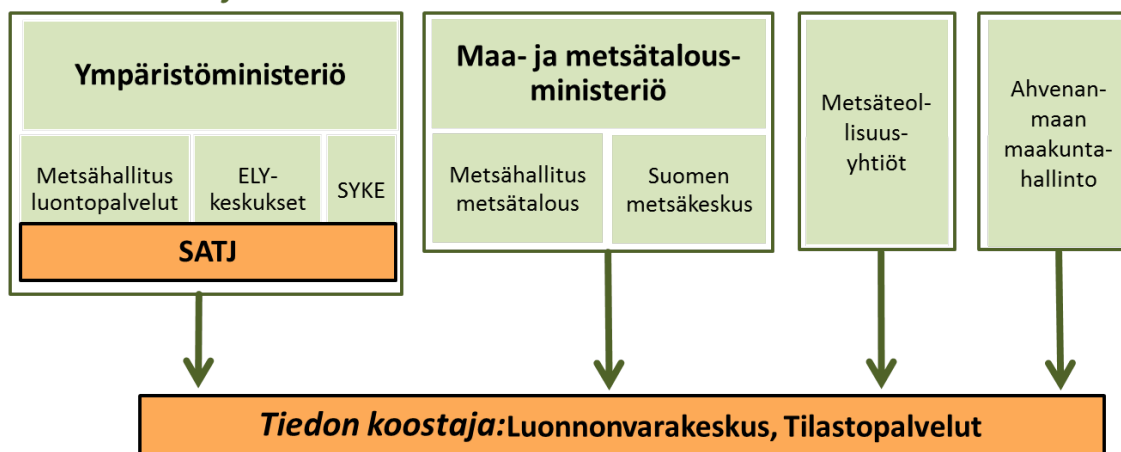 Ympäristöministeriö
Metsähallitus
luontopalvelut
ELY-
keskukset
SYKE
SATJ
Maa- ja metsätalous-
ministeriö
Metsähallitus
metsätalous
Suomen
metsäkeskus
Metsäteol-
lisuus-
yhtiöt
Ahvenan-
maan
maakunta-
hallinto
Tiedon koostaja:Luonnonvarakeskus, Tilastopalvelut